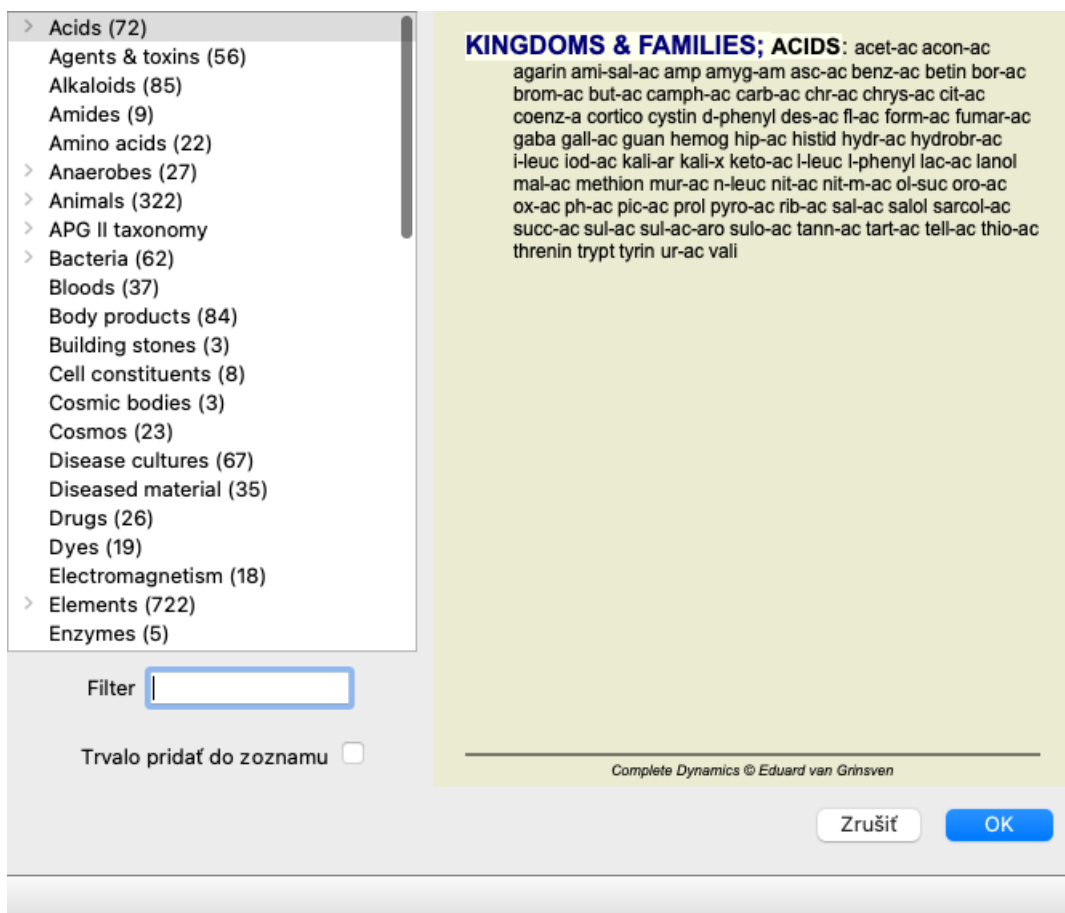 Acids (72)
Agents & toxins (56)
Alkaloids (85)
Amides (9)
Amino acids (22)
Anaerobes (27)
Animals (322)
APG II taxonomy
Bacteria (62)
Bloods (37)
Body products (84)
Building stones (3)
Cell constituents (8)
Cosmic bodies (3)
Cosmos (23)
Disease cultures (67)
Diseased material (35)
Drugs (26)
Dyes (19)
Electromagnetism (18)
Elements (722)
Enzymes (5)
Filter
Trvalo pridať do zoznamu
KINGDOMS & FAMILIES; ACIDS: acet-ac acon-ac
agarin ami-sal-ac amp amyg-am asc-ac benz-ac betin bor-ac
brom-ac but-ac camph-ac carb-ac chr-ac chrys-ac cit-ac
coenz-a cortico cystin d-phenyl des-ac fl-ac form-ac fumar-ac
gaba gall-ac guan hemog hip-ac histid hydr-ac hydrobr-ac
i-leuc iod-ac kali-ar kali-x keto-ac l-leuc l-phenyl lac-ac lanol
mal-ac methion mur-ac n-leuc nit-ac nit-m-ac ol-suc oro-ac
ox-ac ph-ac pic-ac prol pyro-ac rib-ac sal-ac salol sarcol-ac
succ-ac sul-ac sul-ac-aro sulo-ac tann-ac tart-ac tell-ac thio-ac
threnin trypt tyrin ur-ac vali
Complete Dynamics © Eduard van Grinsven
Zrušiť
OK